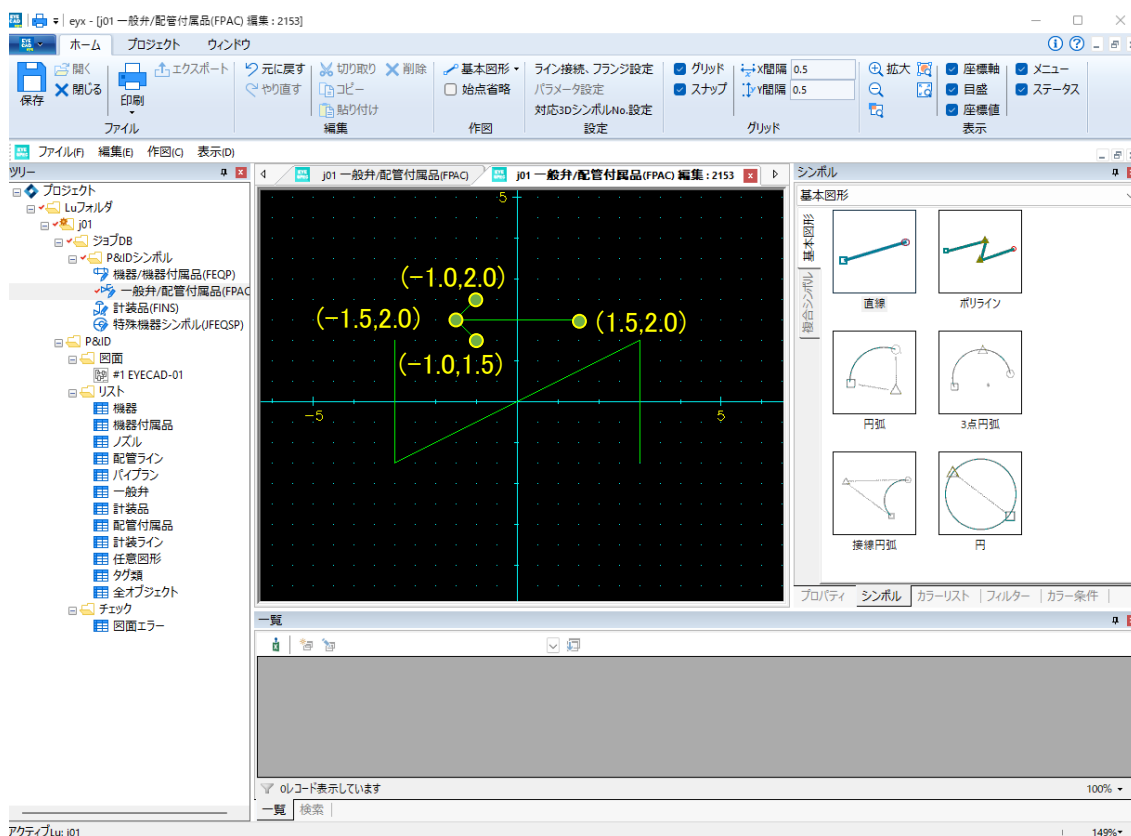 eyx - [j01 一般弁/配管付属品(FPAC) 編集 : 2153]
ホーム プロジェクト ウィンドウ
保存 開く 閉じる 印刷 エクスポート
ファイル
元に戻す やり直す 切り取り 削除 コピー 貼り付け
編集
基本図形 始点省略
作図
ライン接続、フランジ設定
パラメータ設定
対応3DシンボルNo.設定
設定
グリッド X間隔 0.5
スナップ Y間隔 0.5
グリッド
拡大
座標軸 メニュー
目盛 ステータス
座標値
表示
ファイル(F) 編集(E) 作図(C) 表示(D)
ツリー
プロジェクト
Luフォルダ
j01
ジョブDB
P&IDシンボル
機器/機器付属品(FEQP)
一般弁/配管付属品(FPAC
計装品(FINS)
特殊機器シンボル(JFEQSP)
P&ID
図面
#1 EYECAD-01
リスト
機器
機器付属品
ノズル
配管ライン
パイプラン
一般弁
計装品
配管付属品
計装ライン
任意図形
タグ類
全オブジェクト
チェック
図面エラー
j01 一般弁/配管付属品(FPAC) j01 一般弁/配管付属品(FPAC) 編集 : 2153
5
(-1.0,2.0)
(-1.5,2.0) (1.5,2.0)
(-1.0,1.5)
-5 5
シンボル
基本図形
基本図形
複合シンボル
直線 ポリライン
円弧 3点円弧
接線円弧 円
プロパティ シンボル カラーリスト フィルター カラー条件
一覧
0レコード表示しています 100%
一覧 検索
アクティブLu: j01 149%